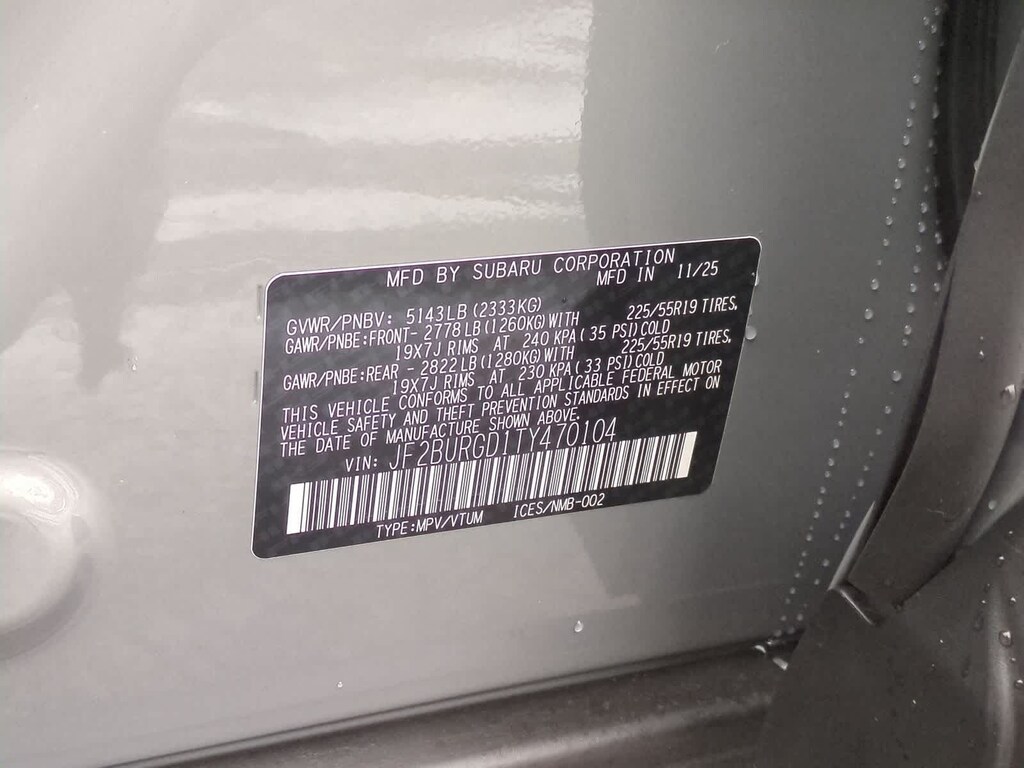 MFD BY SUBARU CORPORATION
MFD IN 11/25
GVWR/PNBV: 5143LB(2333KG)
GAWR/PNBE:FRONT- 2778LB(1260KG)WITH 225/55R19 TIRES,
19X7J RIMS AT 240 KPA(35 PSI)COLD
GAWR/PNBE:REAR - 2822LB(1280KG)WITH 225/55R19 TIRES,
19X7J RIMS AT 230 KPA(33 PSI)COLD
THIS VEHICLE CONFORMS TO ALL APPLICABLE FEDERAL MOTOR
VEHICLE SAFETY AND THEFT PREVENTION STANDARDS IN EFFECT ON
THE DATE OF MANUFACTURE SHOWN ABOVE.
VIN: JF2BURGD1TY470104
TYPE:MPV/VTUM ICES/NMB-002